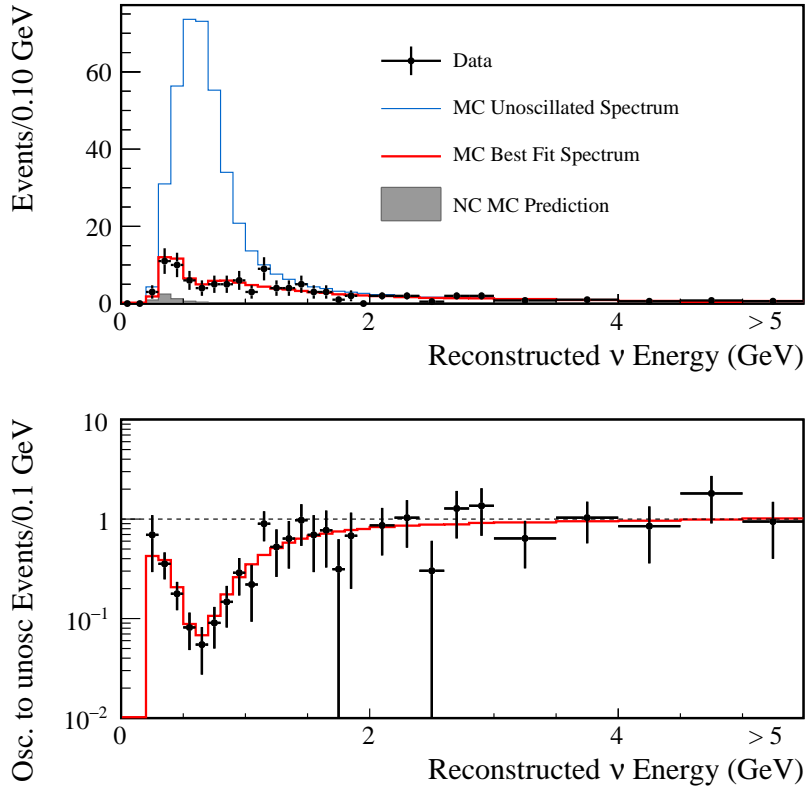 Events/0.10 GeV
60
40
20
0
Data
MC Unoscillated Spectrum
MC Best Fit Spectrum
NC MC Prediction
0 2 4 > 5
Reconstructed ν Energy (GeV)
Osc. to unosc Events/0.1 GeV
10
1
10⁻¹
10⁻²
0 2 4 > 5
Reconstructed ν Energy (GeV)